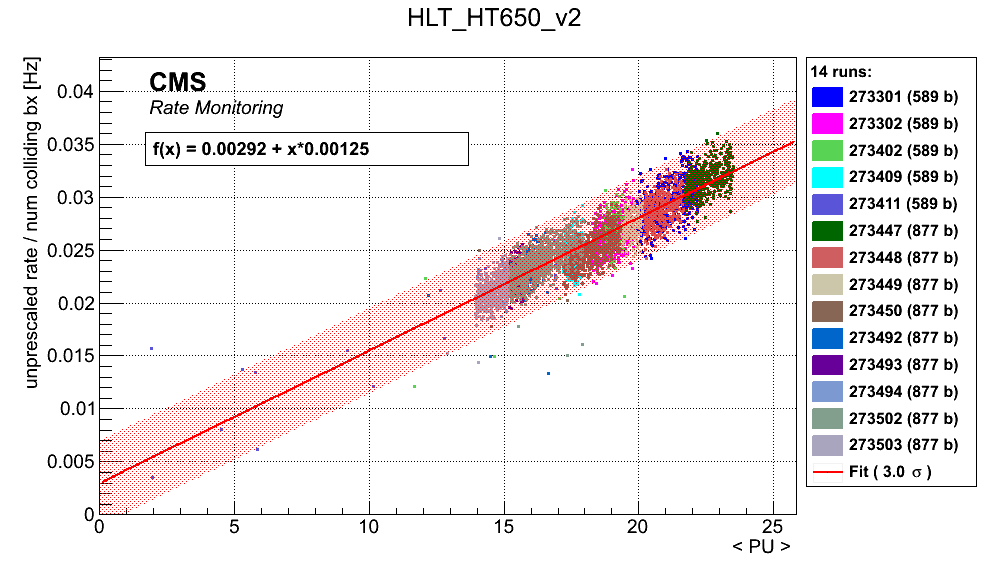 HLT_HT650_v2
unprescaled rate / num colliding bx [Hz]
CMS
Rate Monitoring
f(x) = 0.00292 + x*0.00125
0.04
0.035
0.03
0.025
0.02
0.015
0.01
0.005
0
0 5 10 15 20 25
< PU >
14 runs:
273301 (589 b)
273302 (589 b)
273402 (589 b)
273409 (589 b)
273411 (589 b)
273447 (877 b)
273448 (877 b)
273449 (877 b)
273450 (877 b)
273492 (877 b)
273493 (877 b)
273494 (877 b)
273502 (877 b)
273503 (877 b)
Fit ( 3.0 σ )